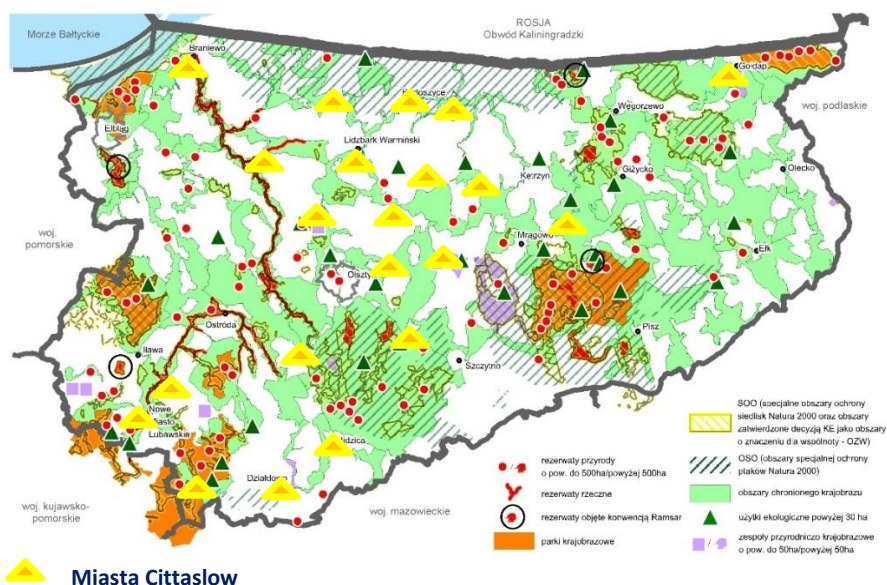 Morze Bałtyckie
ROSJA
Obwód Kaliningradzki
Braniewo
Gołdap
Węgorzewo
woj. podlaskie
Elbląg
Lidzbark Warmiński
Kętrzyn
Giżycko
Olecko
woj.
pomorskie
Mrągowo
Ełk
Ostróda
Pisz
Iława
Szczytno
Nowe
Lubawskie
Działdowo
woj. kujawsko-
pomorskie
woj. mazowieckie
SOO (specjalne obszary ochrony
siedlisk Natura 2000 oraz obszary
zatwierdzone decyzją KE jako obszary
o znaczeniu dla wspólnoty - OZW)
OSO (obszary specjalnej ochrony
ptaków Natura 2000)
rezerwaty przyrody
o pow. do 500ha/powyżej 500ha
rezerwaty rzeczne
rezerwaty objęte konwencją Ramsar
parki krajobrazowe
obszary chronionego krajobrazu
użytki ekologiczne powyżej 30 ha
zespoły przyrodniczo krajobrazowe
o pow. do 50ha/powyżej 50ha
Miasta Cittaslow